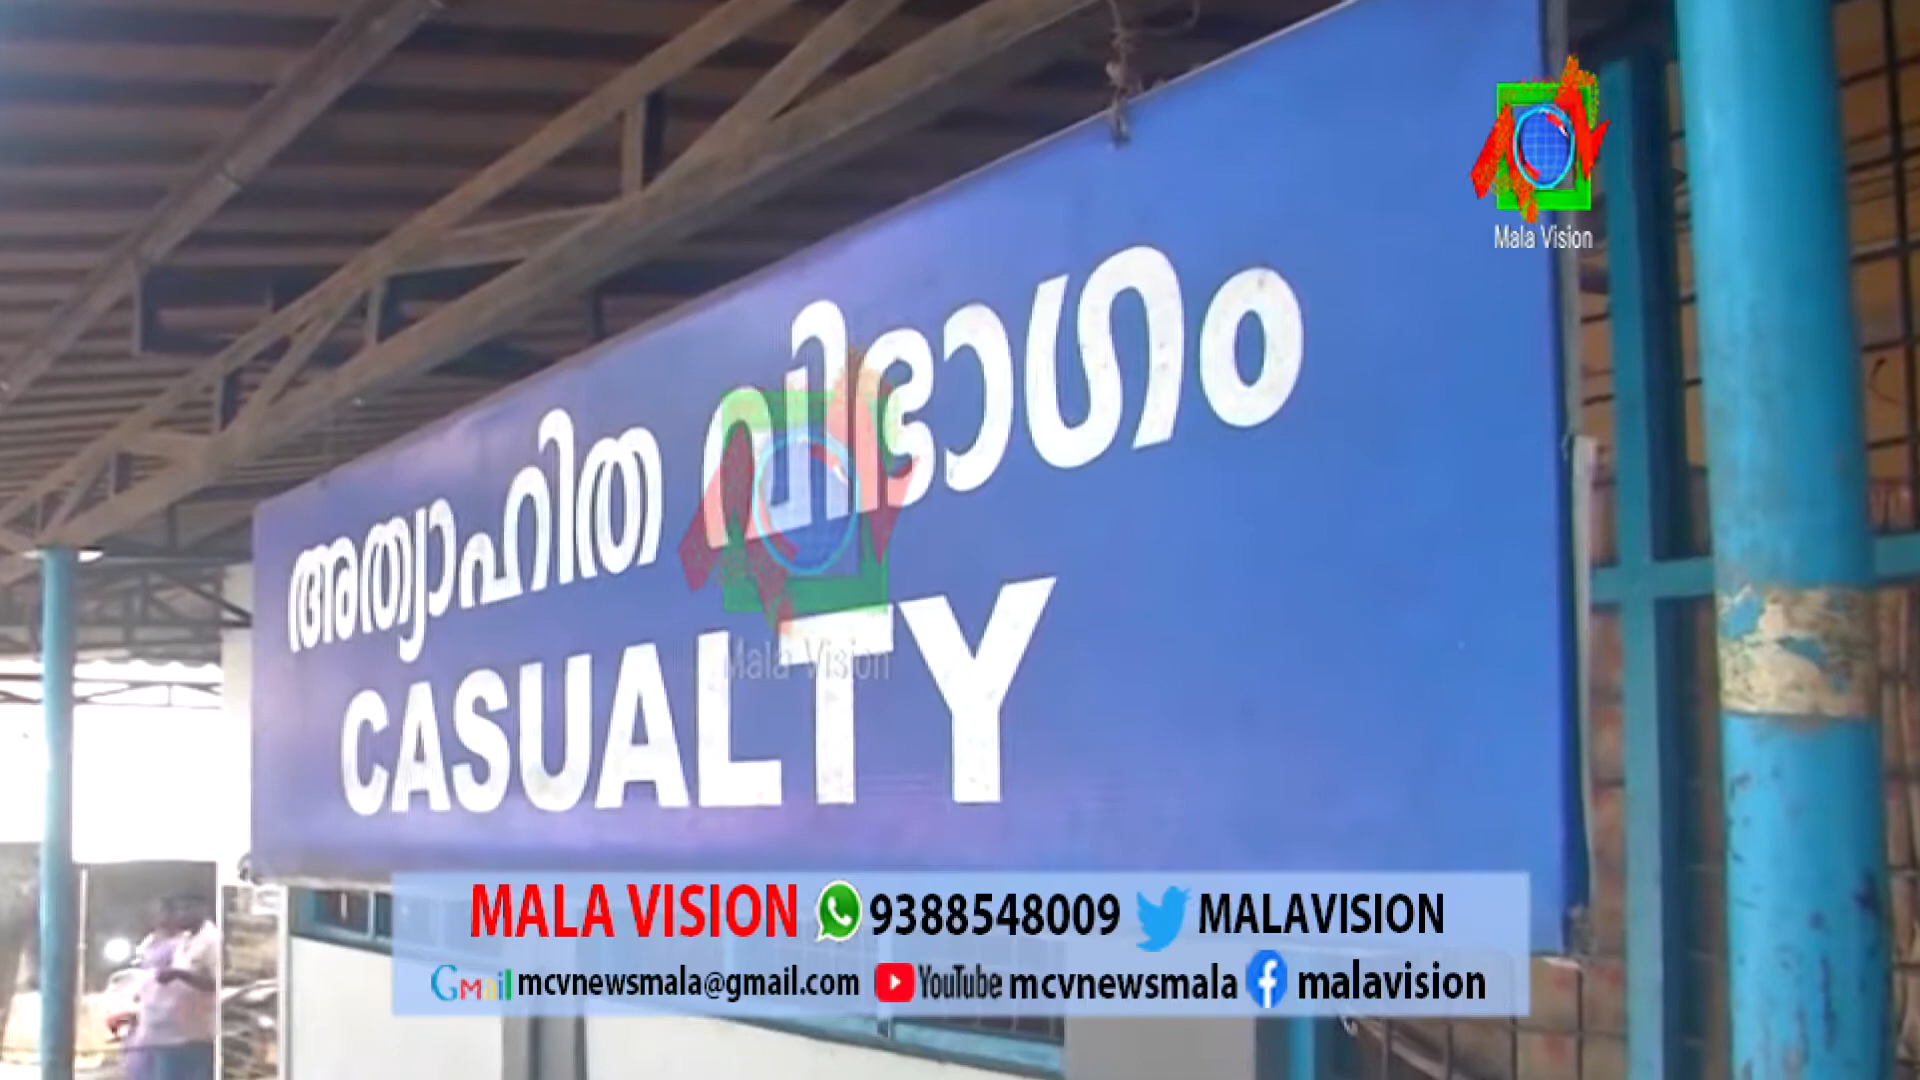 Mala Vision
അത്യാഹിത വിഭാഗം
Mala Vision
CASUALTY
MALA VISION 9388548009 MALAVISION
Gmail mcvnewsmala@gmail.com YouTube mcvnewsmala malavision